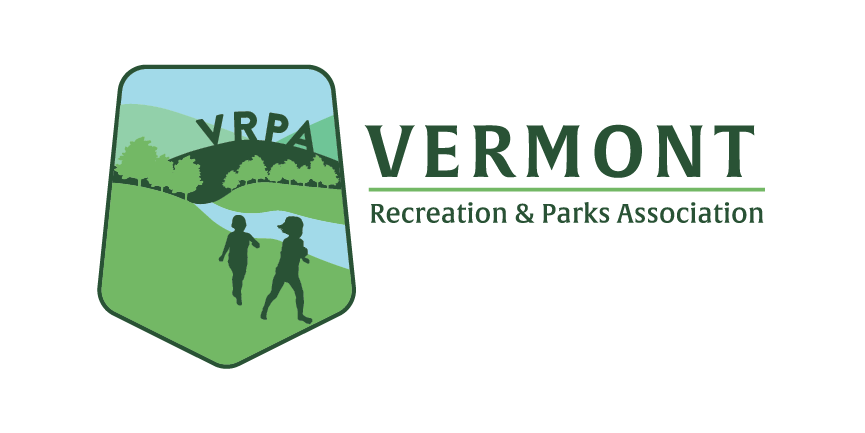 VRPA
VERMONT
Recreation & Parks Association